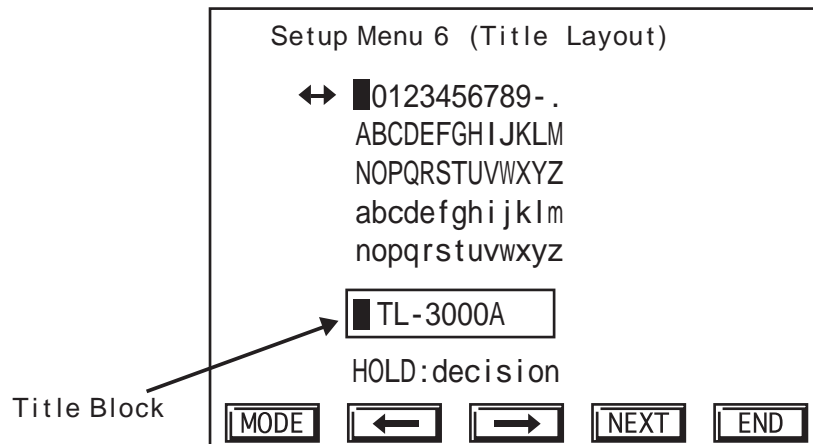 Setup Menu 6 (Title Layout)
↔ █0123456789-.
ABCDEFGHIJKLM
NOPQRSTUVWXYZ
abcdefghijklm
nopqrstuvwxyz
█ TL-3000A
HOLD:decision
Title Block
MODE ← → NEXT END